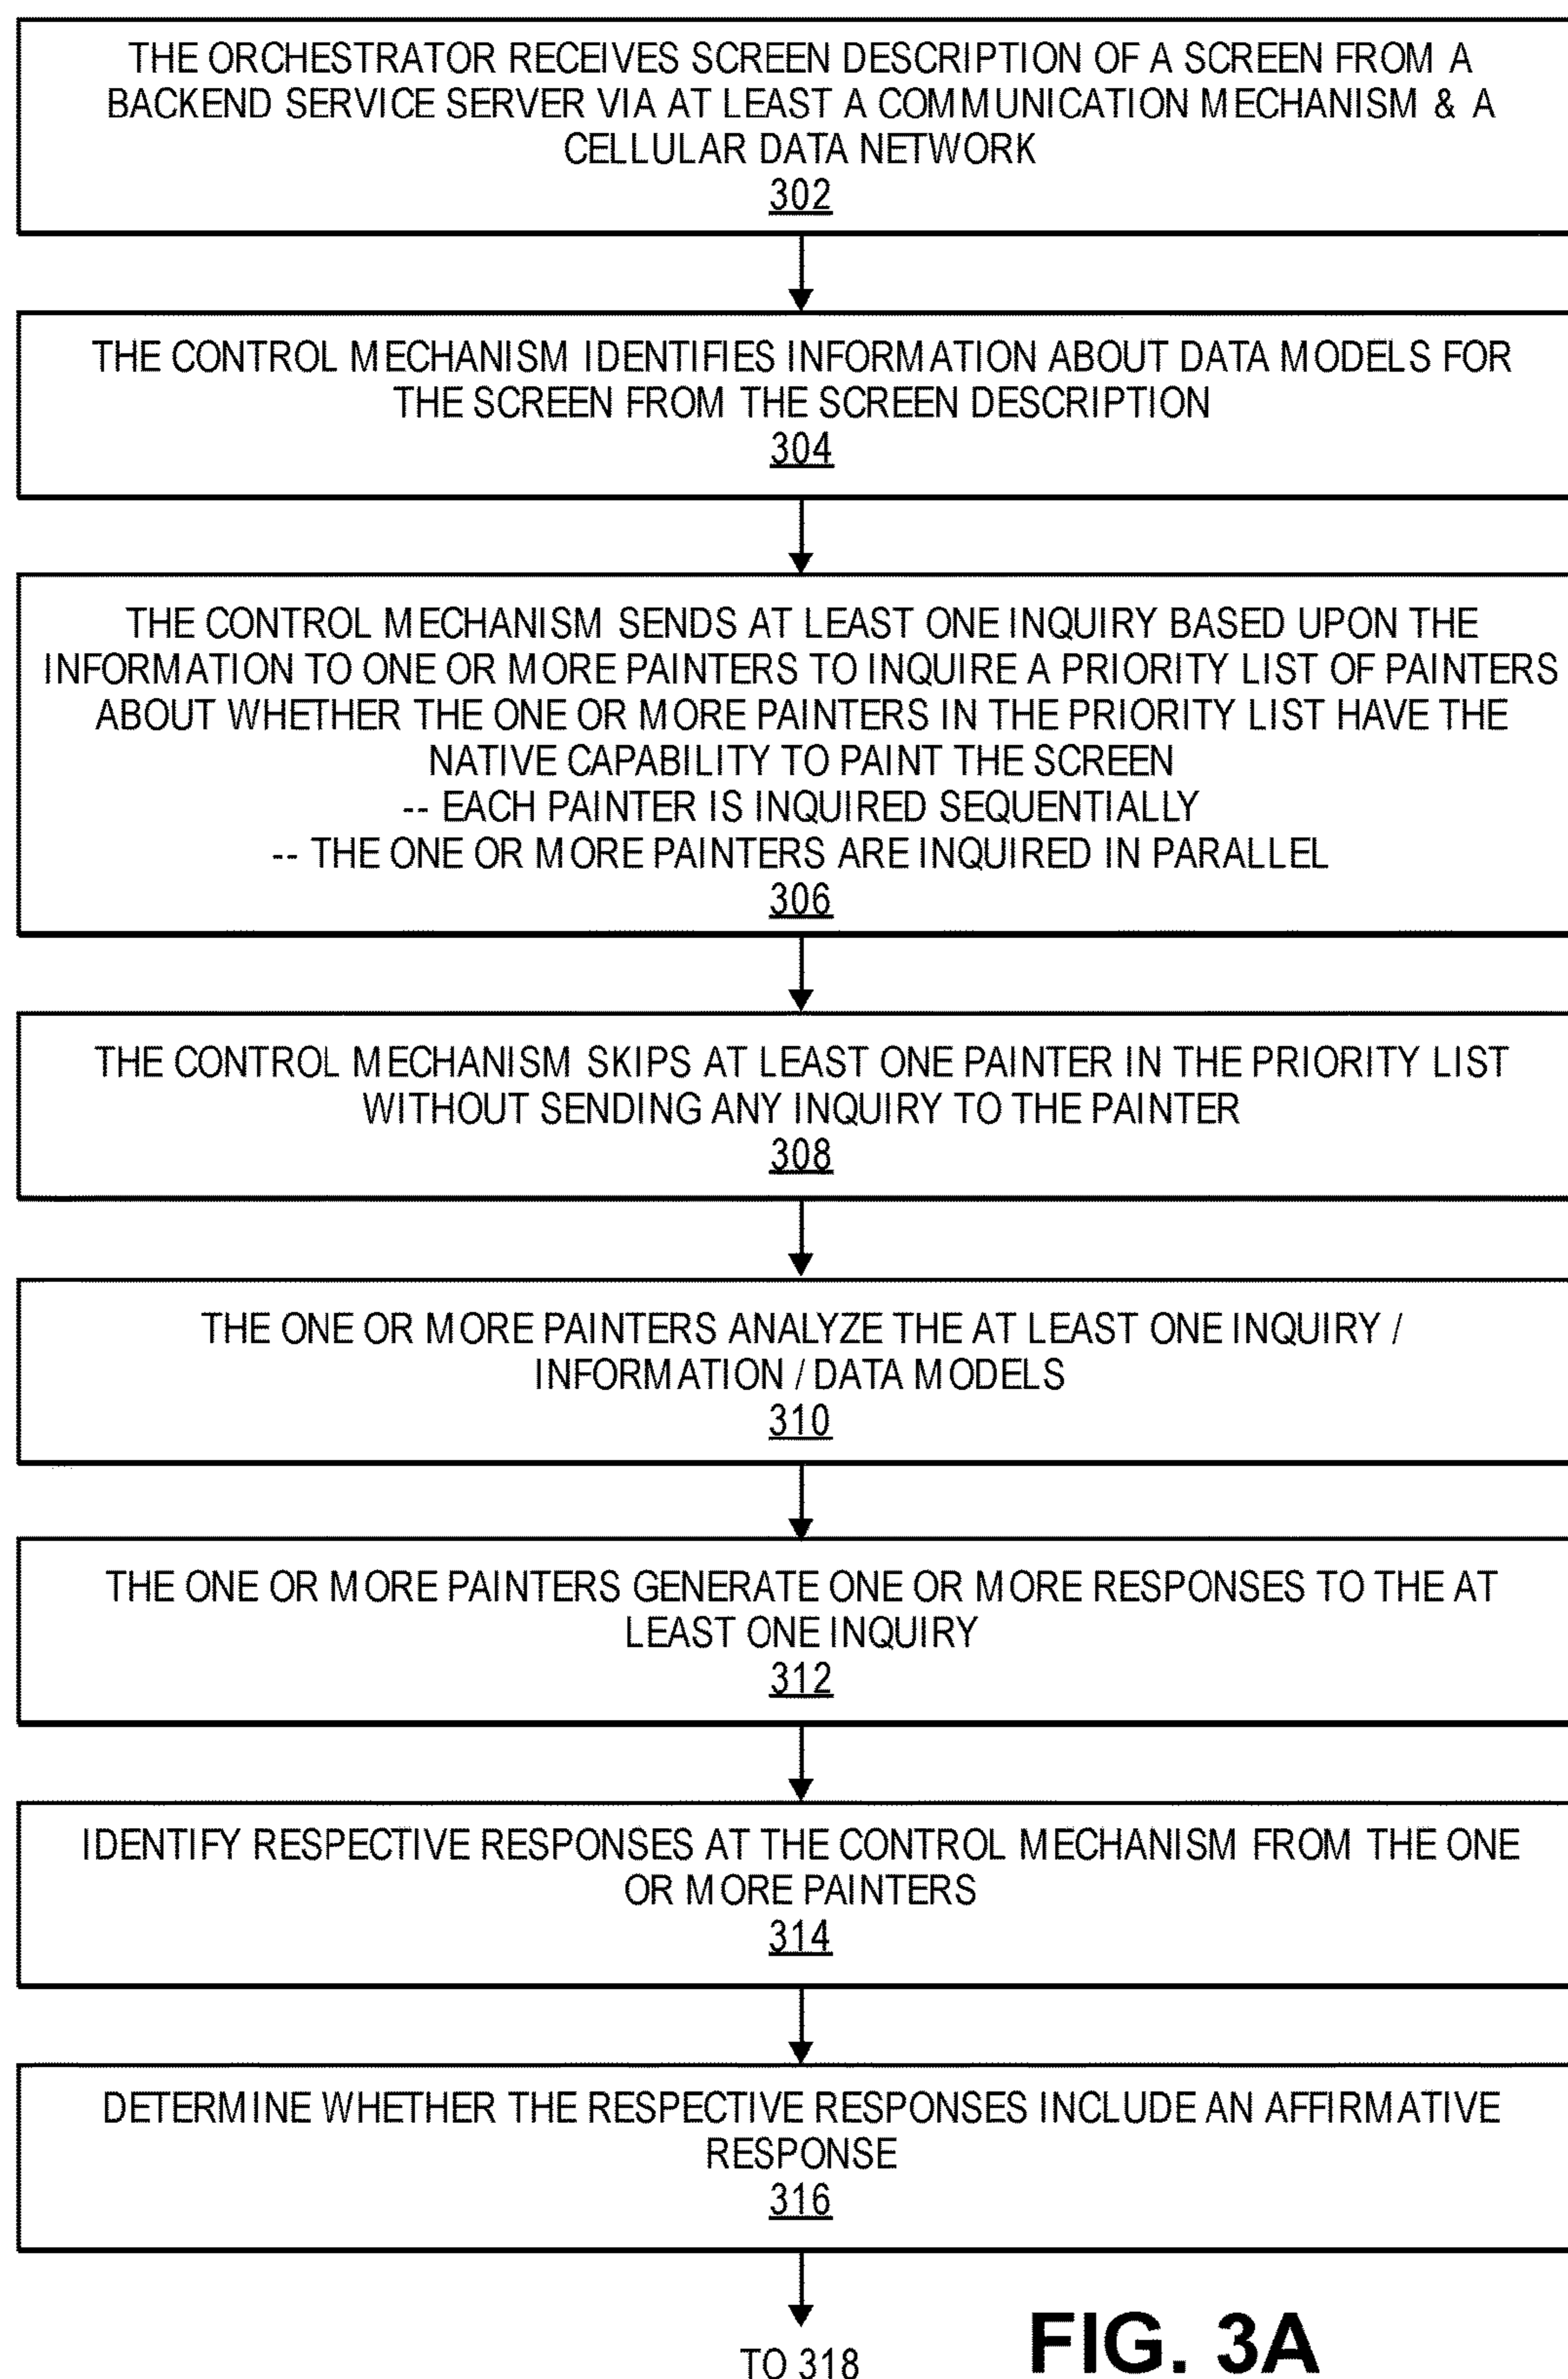 THE ORCHESTRATOR RECEIVES SCREEN DESCRIPTION OF A SCREEN FROM A
BACKEND SERVICE SERVER VIA AT LEAST A COMMUNICATION MECHANISM & A
CELLULAR DATA NETWORK
302
THE CONTROL MECHANISM IDENTIFIES INFORMATION ABOUT DATA MODELS FOR
THE SCREEN FROM THE SCREEN DESCRIPTION
304
THE CONTROL MECHANISM SENDS AT LEAST ONE INQUIRY BASED UPON THE
INFORMATION TO ONE OR MORE PAINTERS TO INQUIRE A PRIORITY LIST OF PAINTERS
ABOUT WHETHER THE ONE OR MORE PAINTERS IN THE PRIORITY LIST HAVE THE
NATIVE CAPABILITY TO PAINT THE SCREEN
-- EACH PAINTER IS INQUIRED SEQUENTIALLY
-- THE ONE OR MORE PAINTERS ARE INQUIRED IN PARALLEL
306
THE CONTROL MECHANISM SKIPS AT LEAST ONE PAINTER IN THE PRIORITY LIST
WITHOUT SENDING ANY INQUIRY TO THE PAINTER
308
THE ONE OR MORE PAINTERS ANALYZE THE AT LEAST ONE INQUIRY /
INFORMATION / DATA MODELS
310
THE ONE OR MORE PAINTERS GENERATE ONE OR MORE RESPONSES TO THE AT
LEAST ONE INQUIRY
312
IDENTIFY RESPECTIVE RESPONSES AT THE CONTROL MECHANISM FROM THE ONE
OR MORE PAINTERS
314
DETERMINE WHETHER THE RESPECTIVE RESPONSES INCLUDE AN AFFIRMATIVE
RESPONSE
316
TO 318
FIG. 3A